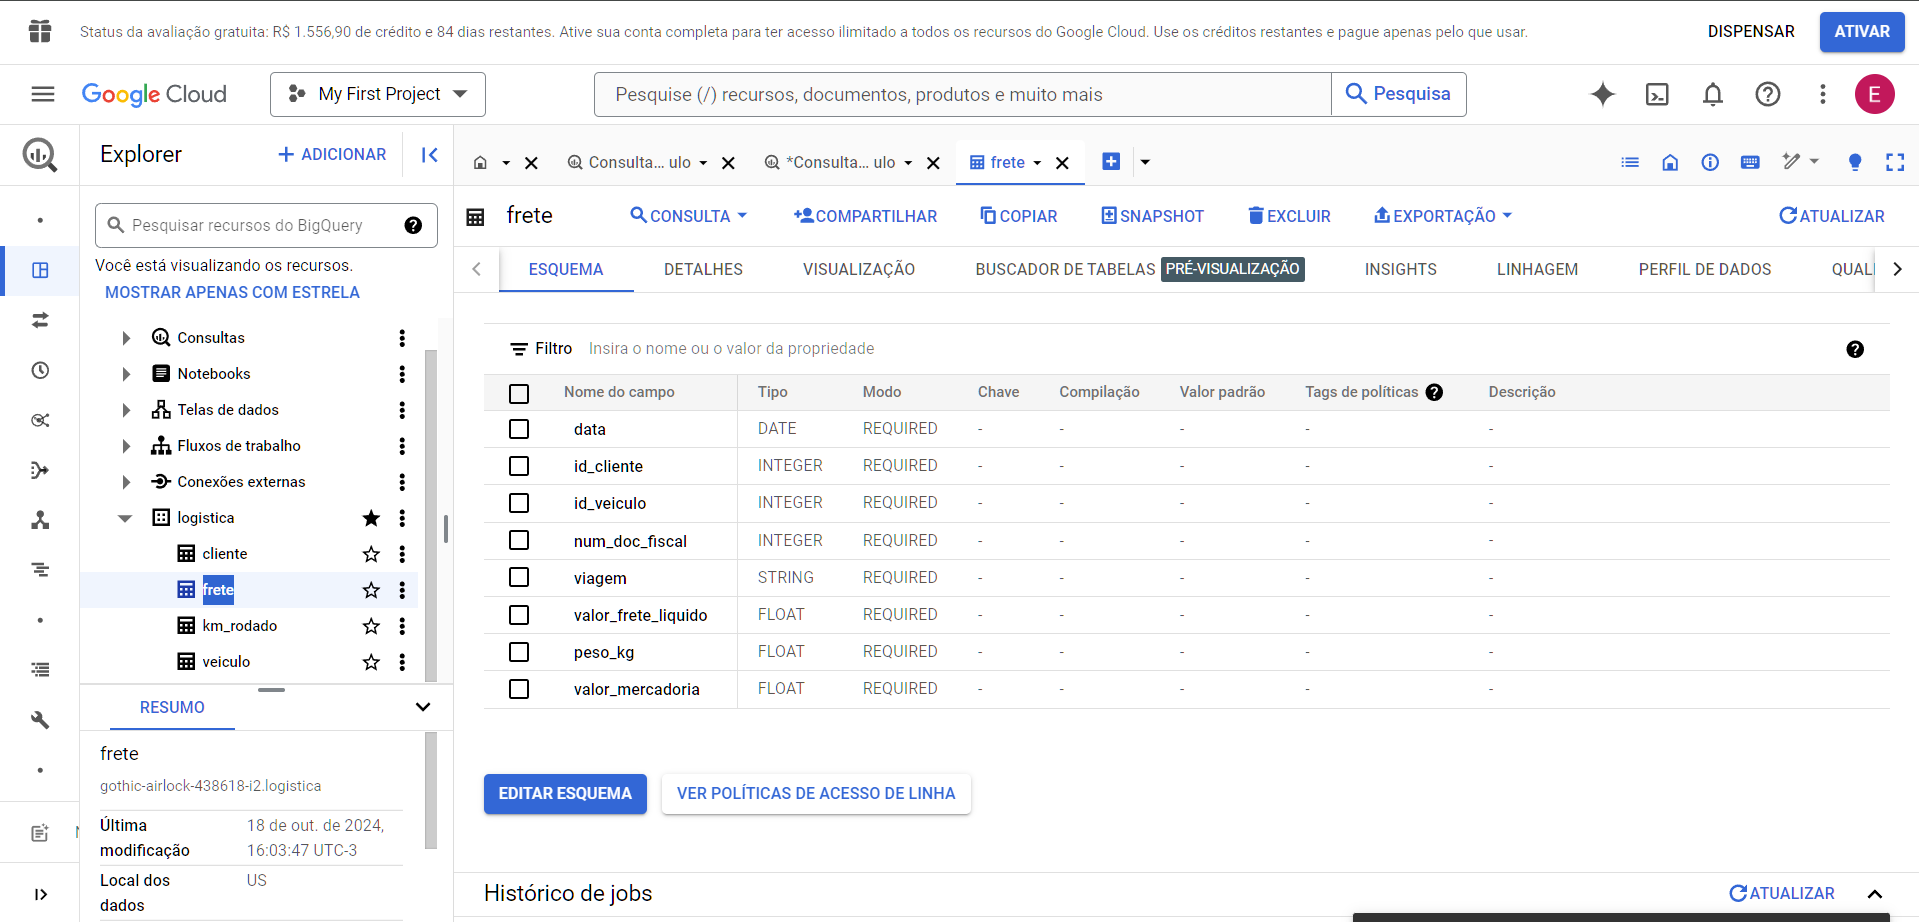 Status da avaliação gratuita: R$ 1.556,90 de crédito e 84 dias restantes. Ative sua conta completa para ter acesso ilimitado a todos os recursos do Google Cloud. Use os créditos restantes e pague apenas pelo que usar.
DISPENSAR
ATIVAR
Google Cloud
My First Project
Pesquise (/) recursos, documentos, produtos e muito mais
Pesquisa
E
Explorer
ADICIONAR
Pesquisar recursos do BigQuery
Você está visualizando os recursos.
MOSTRAR APENAS COM ESTRELA
Consultas
Notebooks
Telas de dados
Fluxos de trabalho
Conexões externas
logistica
cliente
frete
km_rodado
veiculo
RESUMO
frete
gothic-airlock-438618-i2.logistica
Última modificação
18 de out. de 2024, 16:03:47 UTC-3
Local dos dados
US
Consulta... ulo
*Consulta... ulo
frete
frete
CONSULTA
COMPARTILHAR
COPIAR
SNAPSHOT
EXCLUIR
EXPORTAÇÃO
ATUALIZAR
ESQUEMA
DETALHES
VISUALIZAÇÃO
BUSCADOR DE TABELAS
PRÉ-VISUALIZAÇÃO
INSIGHTS
LINHAGEM
PERFIL DE DADOS
QUALI
Filtro Insira o nome ou o valor da propriedade
Nome do campo Tipo Modo Chave Compilação Valor padrão Tags de políticas Descrição
data DATE REQUIRED - - - - -
id_cliente INTEGER REQUIRED - - - - -
id_veiculo INTEGER REQUIRED - - - - -
num_doc_fiscal INTEGER REQUIRED - - - - -
viagem STRING REQUIRED - - - - -
valor_frete_liquido FLOAT REQUIRED - - - - -
peso_kg FLOAT REQUIRED - - - - -
valor_mercadoria FLOAT REQUIRED - - - - -
EDITAR ESQUEMA
VER POLÍTICAS DE ACESSO DE LINHA
Histórico de jobs
ATUALIZAR